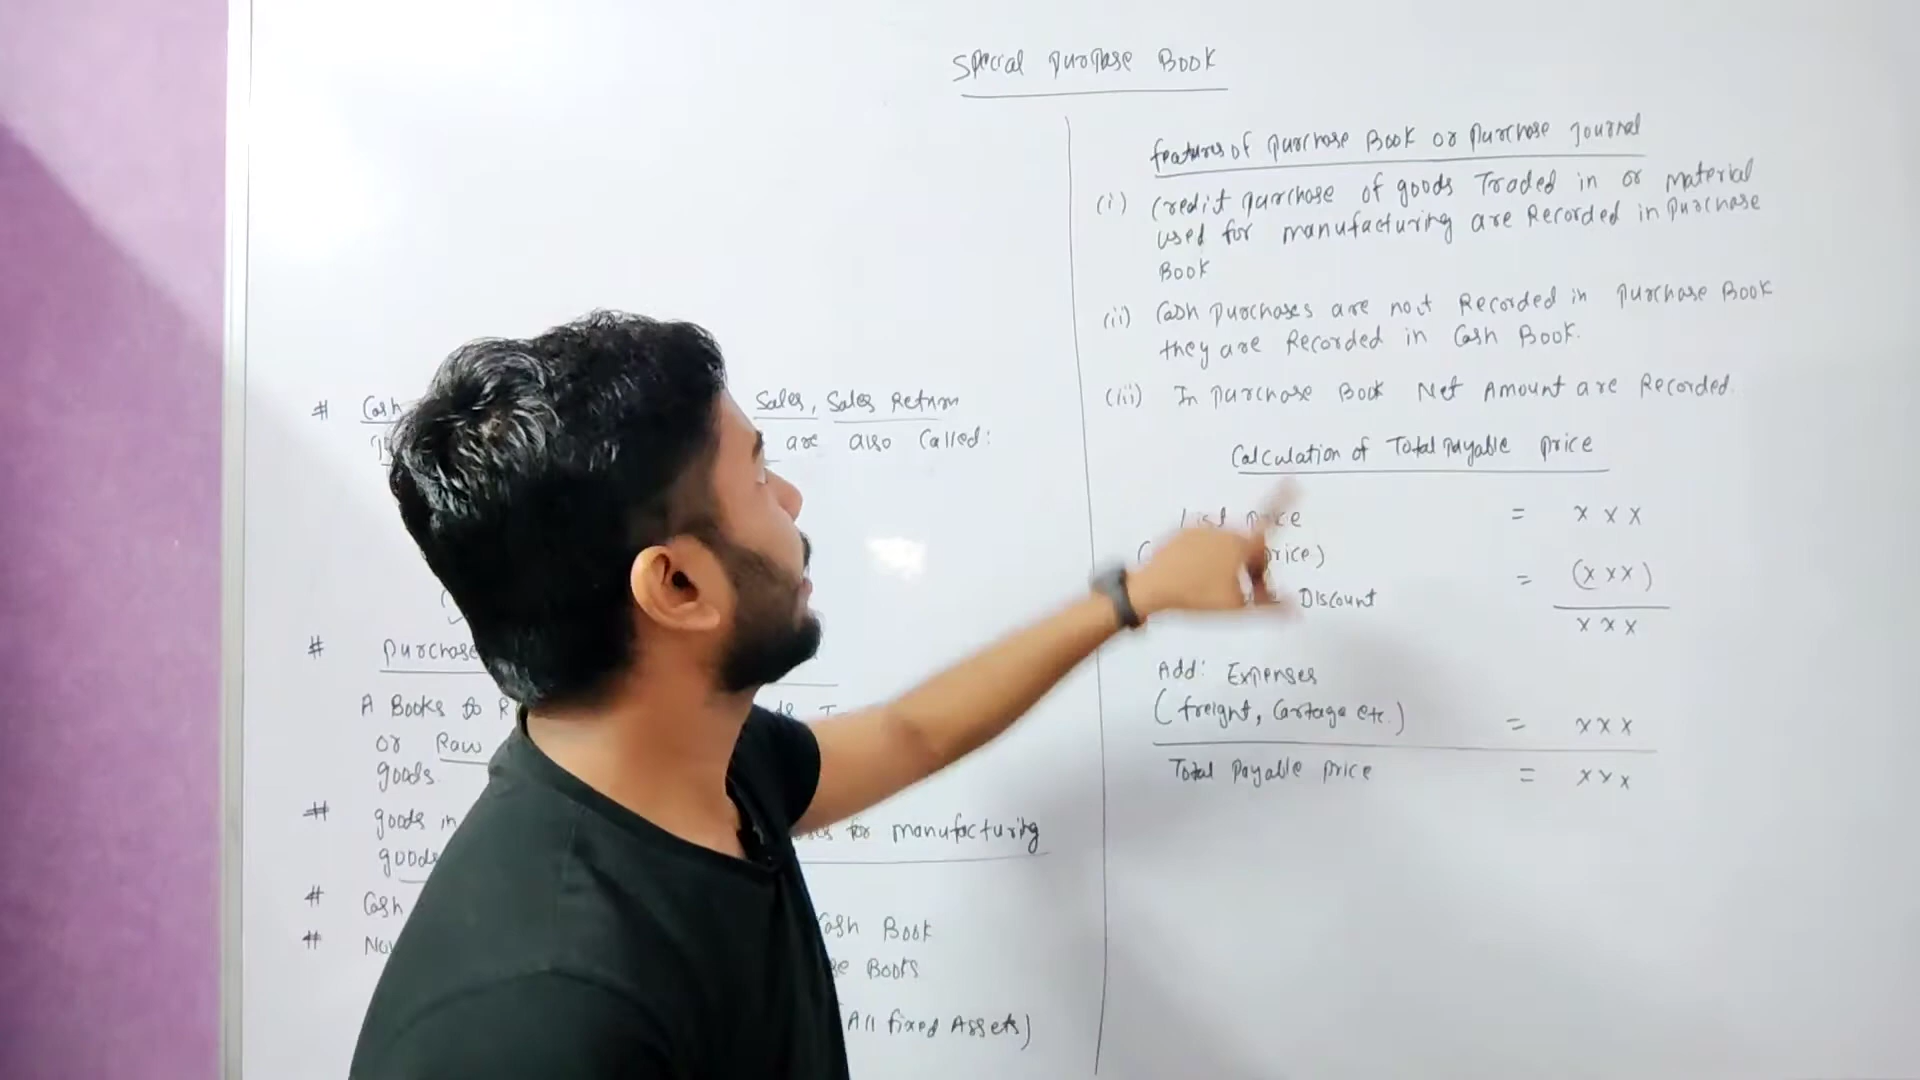 Special Purpose Book
# Cash Sales, Sales Return
are also Called:
# purchase
A Books to R
or Raw
goods.
# goods in for manufacturing
goods
# Cash Cash Book
# Books
All fixed Assets)
features of purchase Book or purchase Journal
(i) Credit purchase of goods Traded in or material
used for manufacturing are Recorded in purchase
Book
(ii) Cash purchases are not Recorded in purchase Book
they are Recorded in Cash Book.
(iii) In purchase Book Net Amount are Recorded.
Calculation of Total payable price
List price = x x x
( price)
Discount = (x x x)
x x x
Add: Expenses
(freight, Cartage etc.) = x x x
Total payable price = x x x